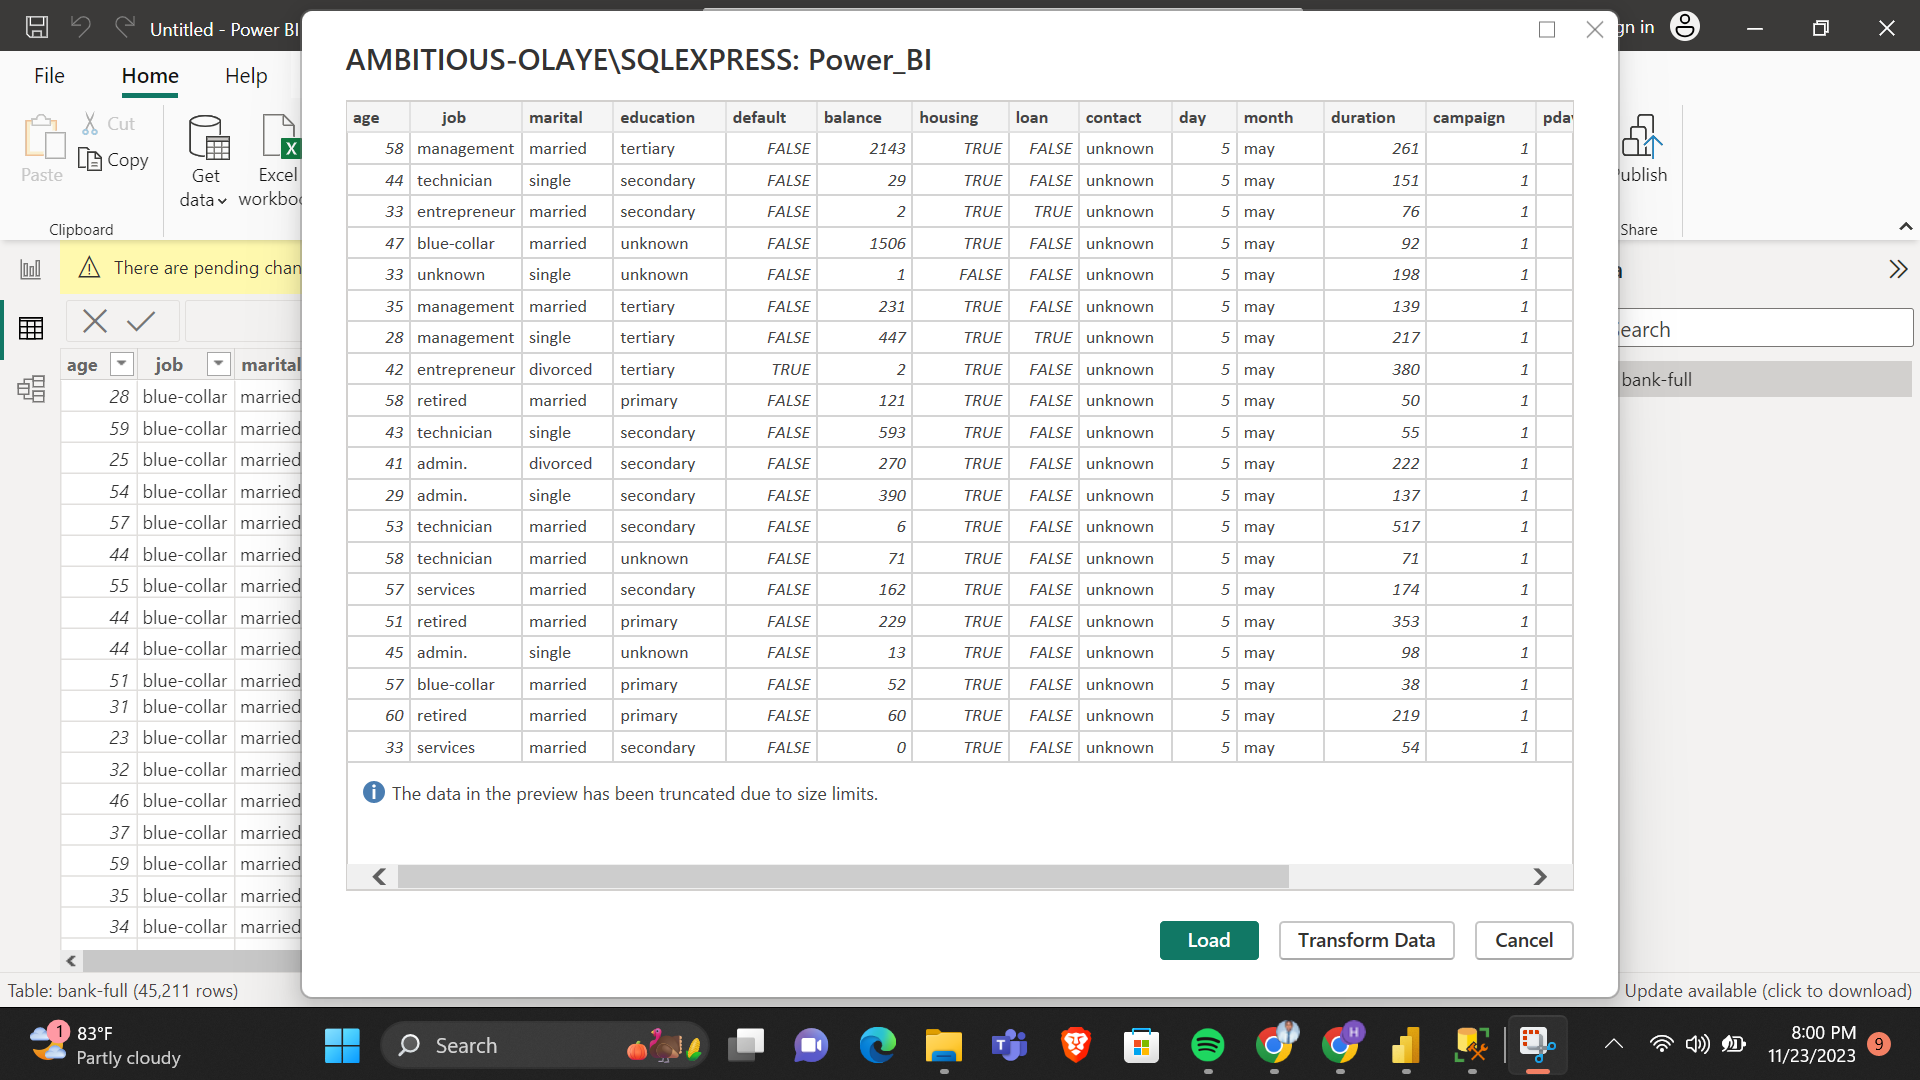 Untitled - Power BI
gn in
File Home Help
Paste
Cut
Copy
Clipboard
Get
data
Excel
workboo
ublish
Share
There are pending chan
AMBITIOUS-OLAYE\SQLEXPRESS: Power_BI
age job marital education default balance housing loan contact day month duration campaign pday
58 management married tertiary FALSE 2143 TRUE FALSE unknown 5 may 261 1
44 technician single secondary FALSE 29 TRUE FALSE unknown 5 may 151 1
33 entrepreneur married secondary FALSE 2 TRUE TRUE unknown 5 may 76 1
47 blue-collar married unknown FALSE 1506 TRUE FALSE unknown 5 may 92 1
33 unknown single unknown FALSE 1 FALSE FALSE unknown 5 may 198 1
35 management married tertiary FALSE 231 TRUE FALSE unknown 5 may 139 1
28 management single tertiary FALSE 447 TRUE TRUE unknown 5 may 217 1
42 entrepreneur divorced tertiary TRUE 2 TRUE FALSE unknown 5 may 380 1
58 retired married primary FALSE 121 TRUE FALSE unknown 5 may 50 1
43 technician single secondary FALSE 593 TRUE FALSE unknown 5 may 55 1
41 admin. divorced secondary FALSE 270 TRUE FALSE unknown 5 may 222 1
29 admin. single secondary FALSE 390 TRUE FALSE unknown 5 may 137 1
53 technician married secondary FALSE 6 TRUE FALSE unknown 5 may 517 1
58 technician married unknown FALSE 71 TRUE FALSE unknown 5 may 71 1
57 services married secondary FALSE 162 TRUE FALSE unknown 5 may 174 1
51 retired married primary FALSE 229 TRUE FALSE unknown 5 may 353 1
45 admin. single unknown FALSE 13 TRUE FALSE unknown 5 may 98 1
57 blue-collar married primary FALSE 52 TRUE FALSE unknown 5 may 38 1
60 retired married primary FALSE 60 TRUE FALSE unknown 5 may 219 1
33 services married secondary FALSE 0 TRUE FALSE unknown 5 may 54 1
The data in the preview has been truncated due to size limits.
Load Transform Data Cancel
age job marital
28 blue-collar married
59 blue-collar married
25 blue-collar married
54 blue-collar married
57 blue-collar married
44 blue-collar married
55 blue-collar married
44 blue-collar married
44 blue-collar married
51 blue-collar married
31 blue-collar married
23 blue-collar married
32 blue-collar married
46 blue-collar married
37 blue-collar married
59 blue-collar married
35 blue-collar married
34 blue-collar married
earch
bank-full
Table: bank-full (45,211 rows)
Update available (click to download)
1
83°F
Partly cloudy
Search
H
8:00 PM
11/23/2023
9